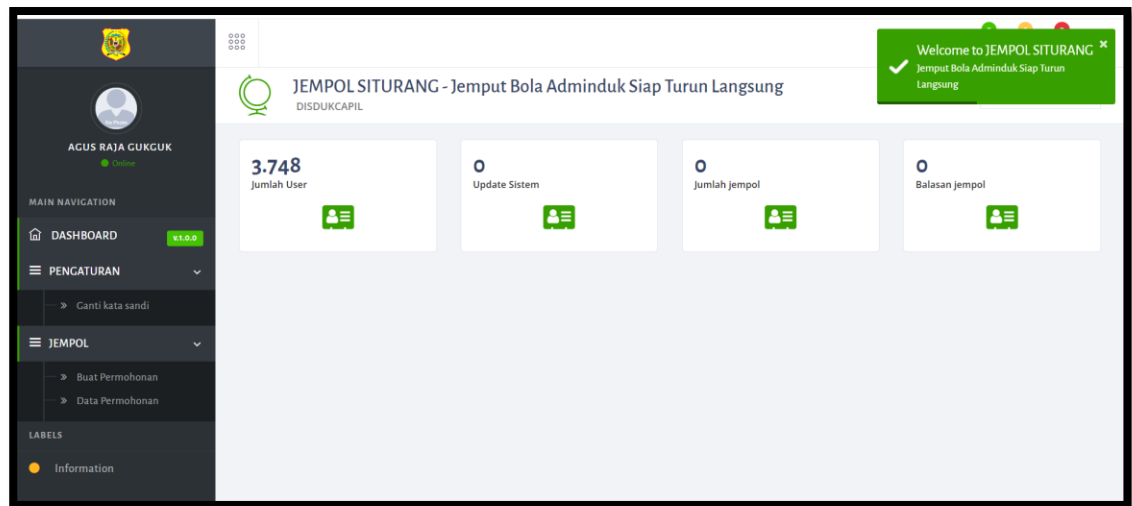 No Photo
AGUS RAJA GUKGUK
Online
MAIN NAVIGATION
DASHBOARD
v.1.0.0
PENGATURAN
Ganti kata sandi
JEMPOL
Buat Permohonan
Data Permohonan
LABELS
Information
JEMPOL SITURANG - Jemput Bola Adminduk Siap Turun Langsung
DISDUKCAPIL
Welcome to JEMPOL SITURANG
Jemput Bola Adminduk Siap Turun
Langsung
3.748
Jumlah User
0
Update Sistem
0
Jumlah jempol
0
Balasan jempol